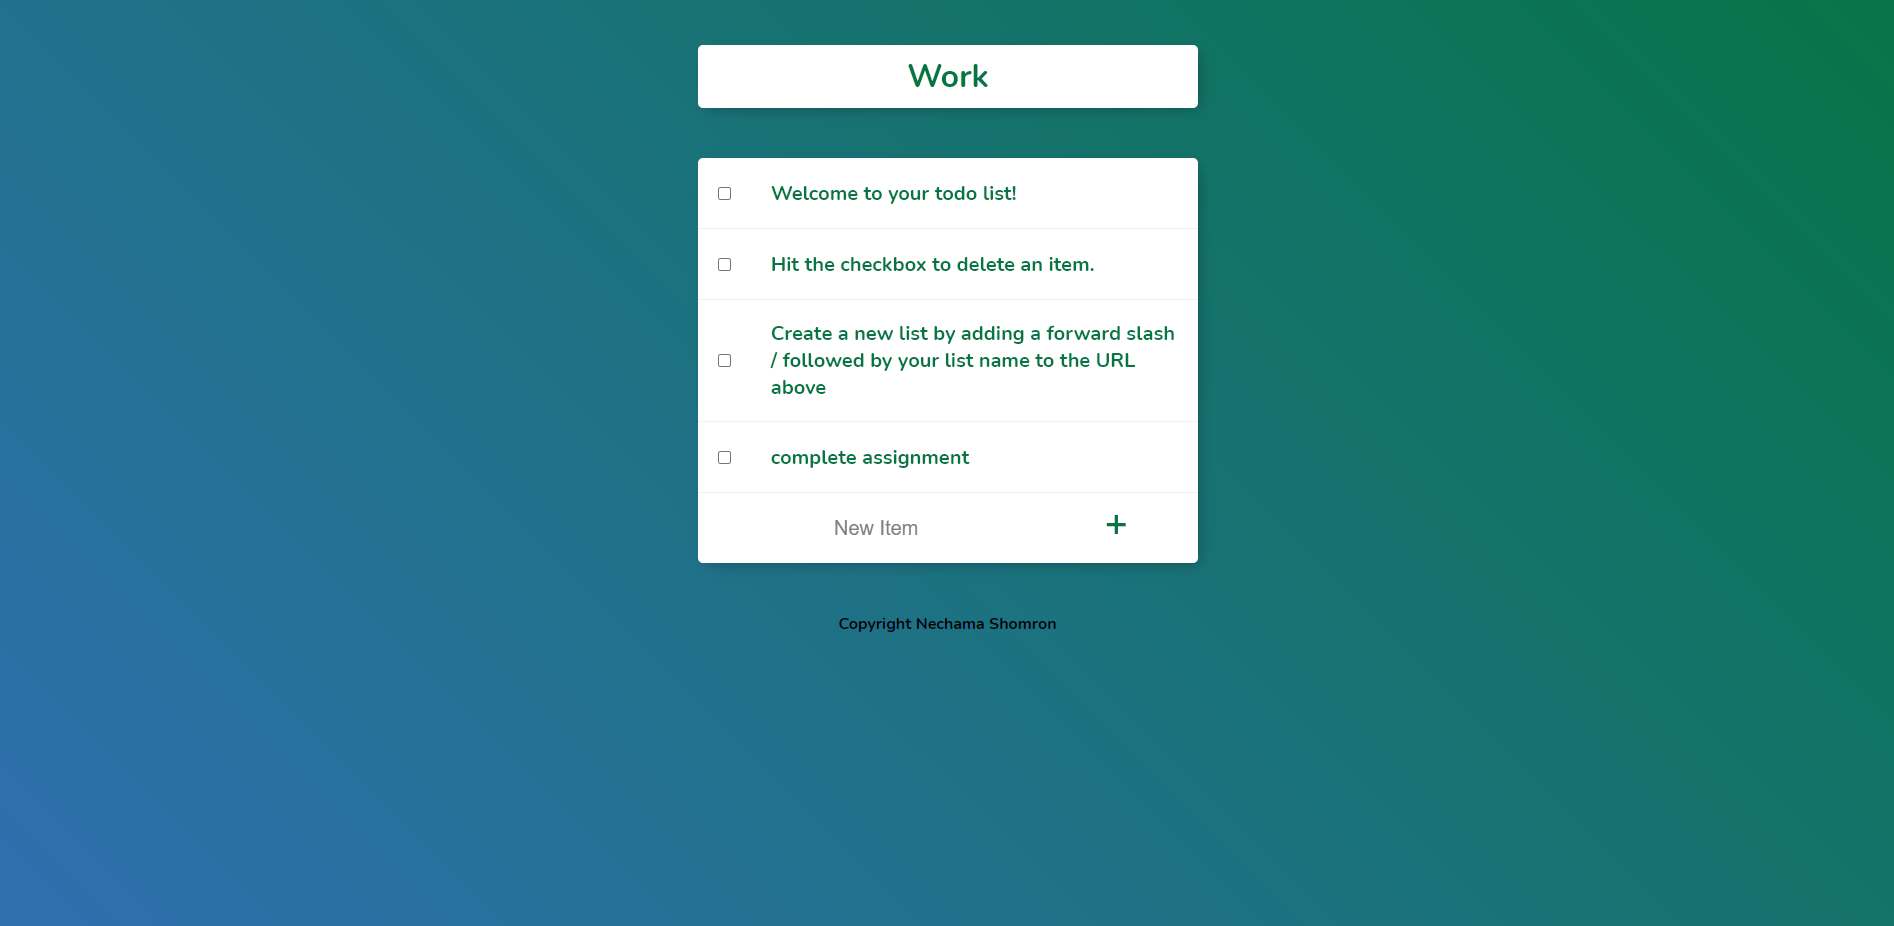 Work
Welcome to your todo list!
Hit the checkbox to delete an item.
Create a new list by adding a forward slash
/ followed by your list name to the URL
above
complete assignment
New Item +
Copyright Nechama Shomron